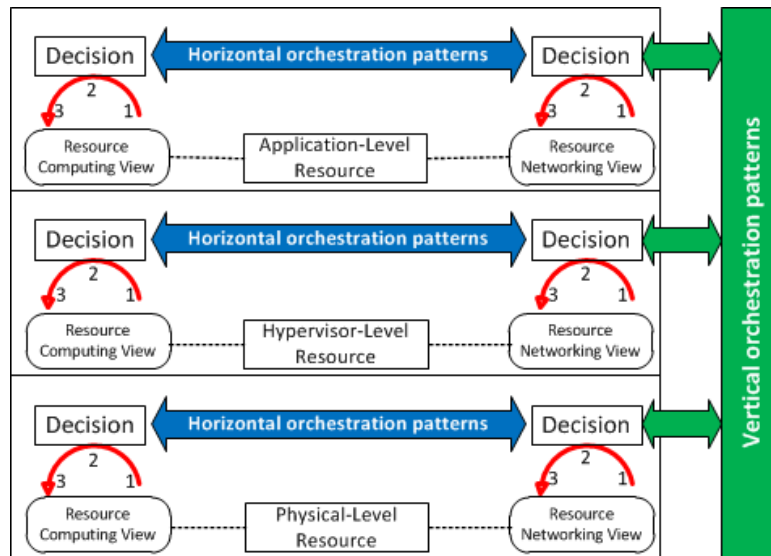 Decision
Horizontal orchestration patterns
Decision
2
3
1
2
3
1
Resource
Computing View
Application-Level
Resource
Resource
Networking View
Decision
Horizontal orchestration patterns
Decision
2
3
1
2
3
1
Resource
Computing View
Hypervisor-Level
Resource
Resource
Networking View
Decision
Horizontal orchestration patterns
Decision
2
3
1
2
3
1
Resource
Computing View
Physical-Level
Resource
Resource
Networking View
Vertical orchestration patterns